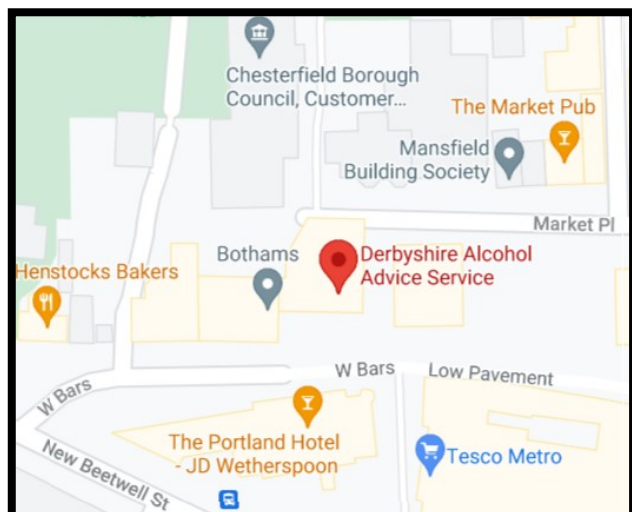 Chesterfield Borough
Council, Customer...
The Market Pub
Mansfield
Building Society
Market Pl
Bothams
Derbyshire Alcohol
Advice Service
Henstocks Bakers
W Bars
Low Pavement
W Bars
The Portland Hotel
- JD Wetherspoon
New Beetwell St
Tesco Metro